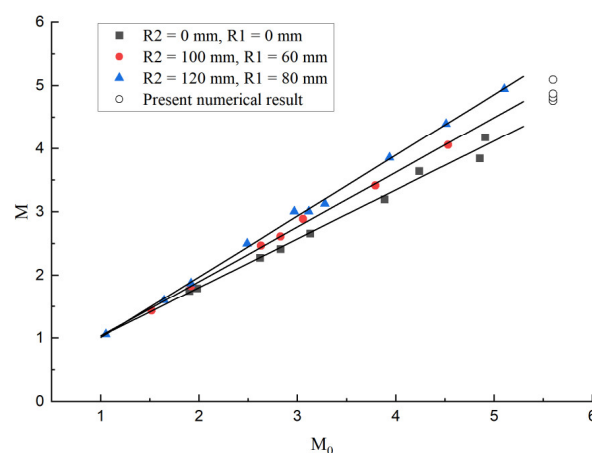 R2 = 0 mm, R1 = 0 mm
R2 = 100 mm, R1 = 60 mm
R2 = 120 mm, R1 = 80 mm
Present numerical result
6
5
4
3
2
1
0
M
1 2 3 4 5 6
M₀